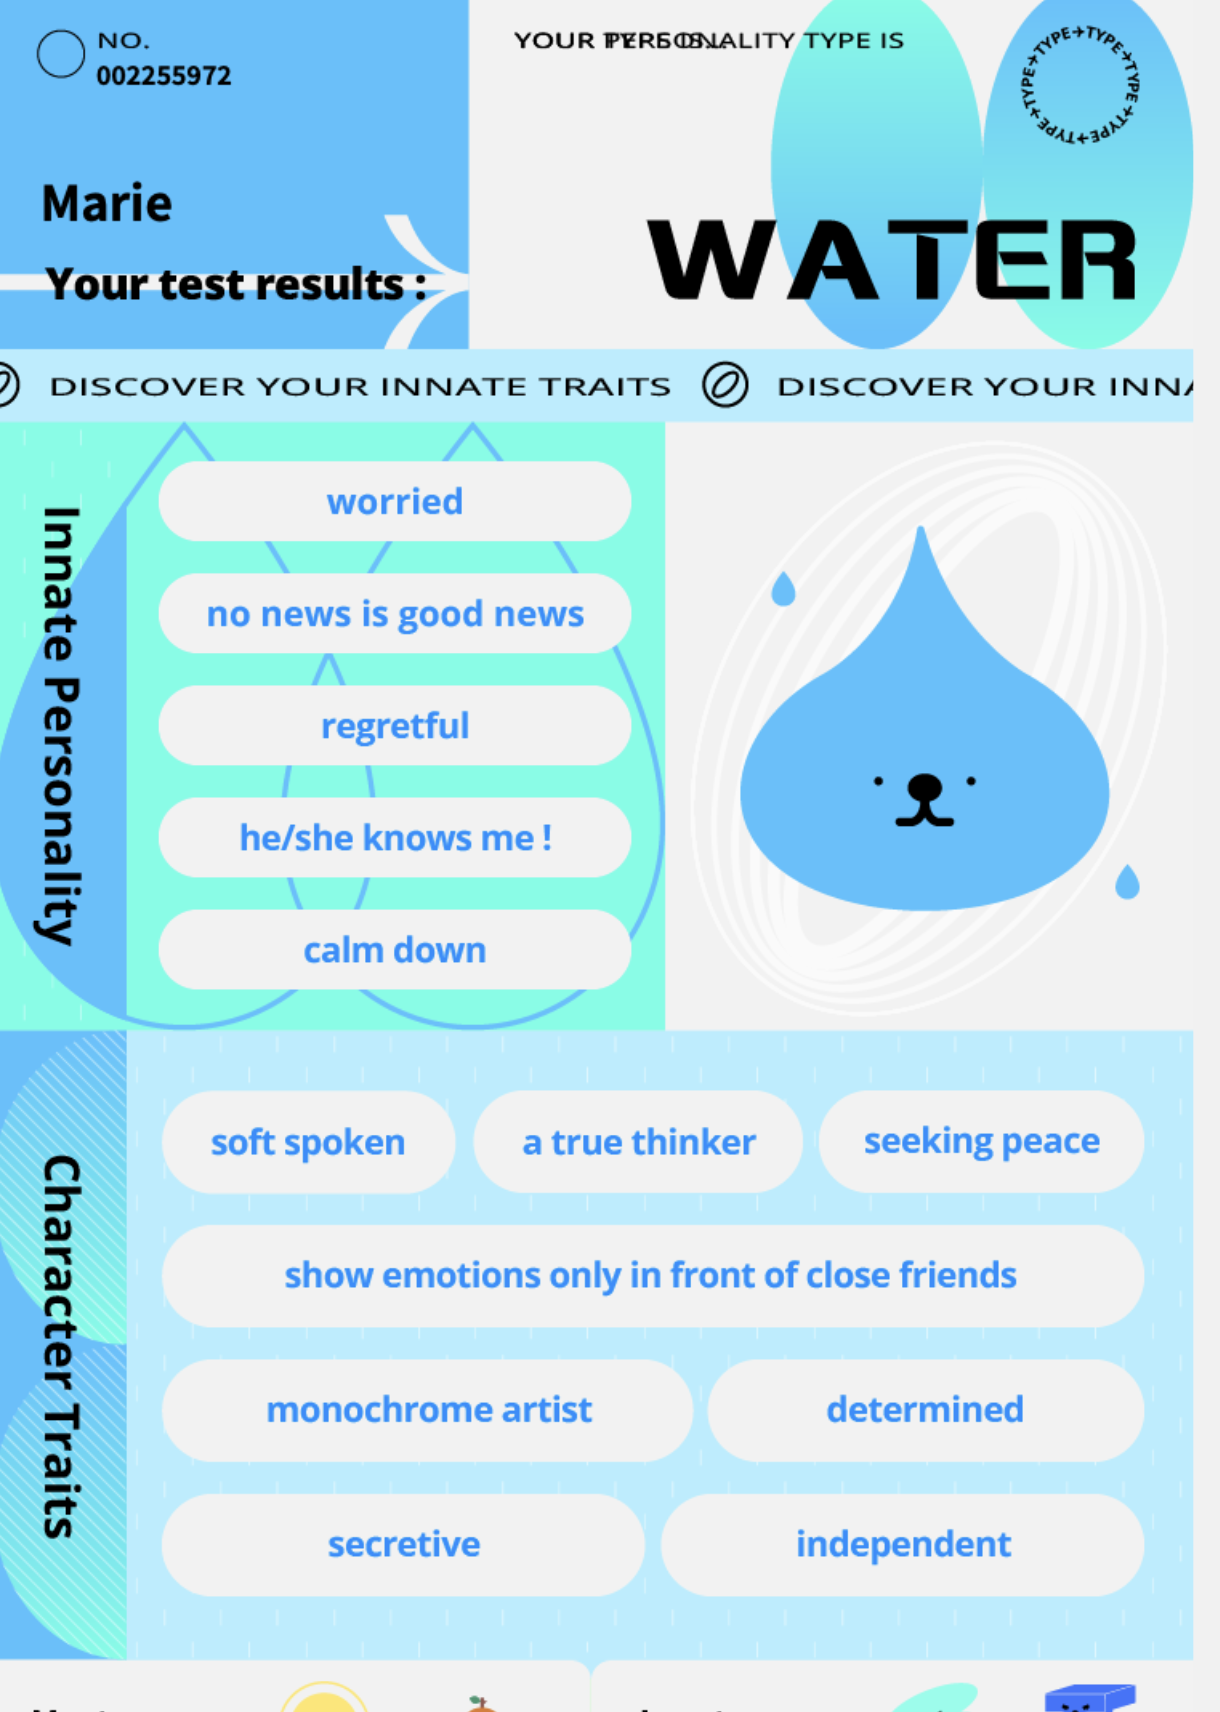 NO.
002255972
Marie
Your test results :
YOUR PERSONALITY TYPE IS
TYPE→TYPE→TYPE→TYPE→TYPE→TYPE→TYPE→
WATER
DISCOVER YOUR INNATE TRAITS
DISCOVER YOUR INNA
Innate Personality
worried
no news is good news
regretful
he/she knows me !
calm down
Character Traits
soft spoken
a true thinker
seeking peace
show emotions only in front of close friends
monochrome artist
determined
secretive
independent